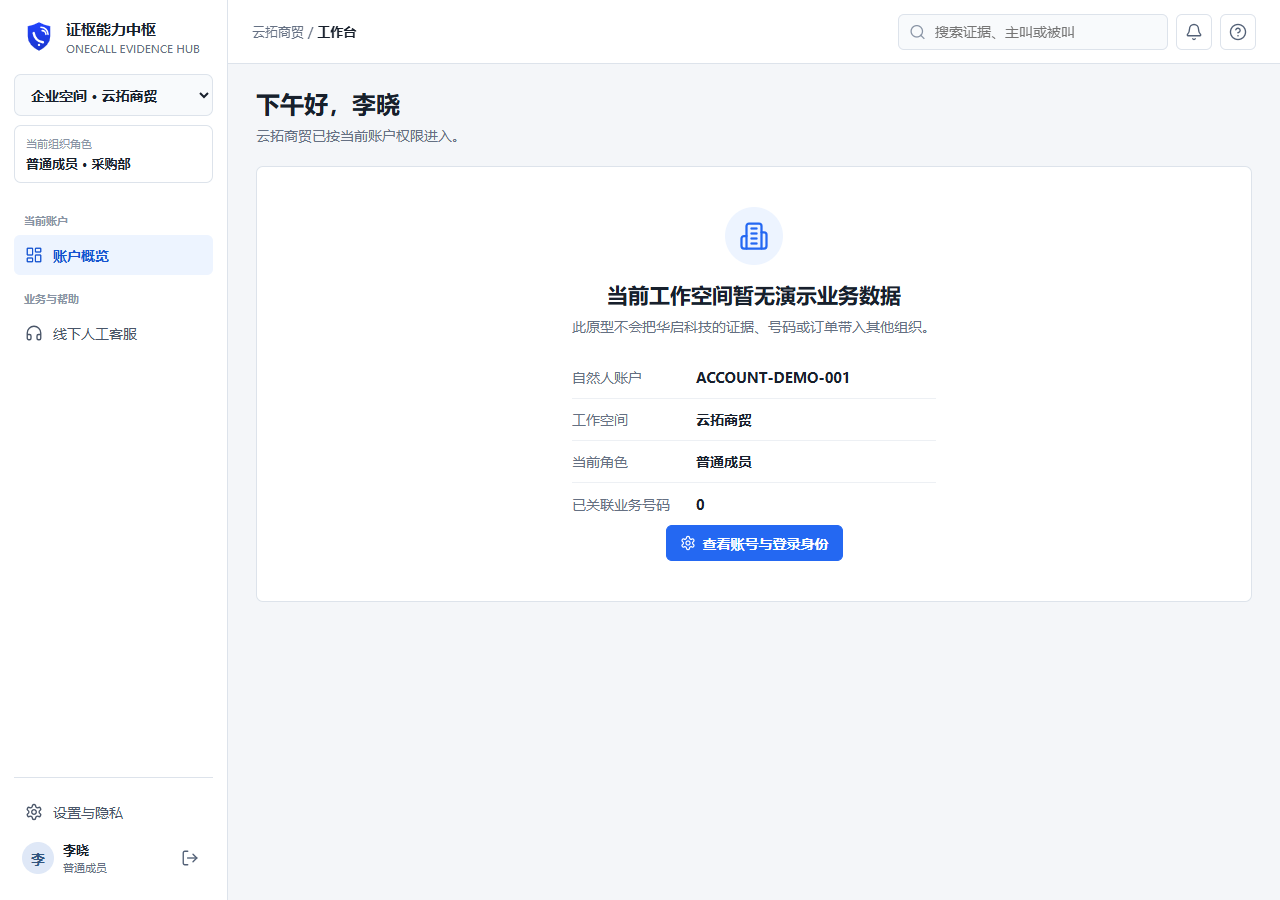 证枢能力中枢
ONECALL EVIDENCE HUB
企业空间 • 云拓商贸
当前组织角色
普通成员 • 采购部
当前账户
账户概览
业务与帮助
线下人工客服
设置与隐私
李
李晓
普通成员
云拓商贸 / 工作台
搜索证据、主叫或被叫
下午好，李晓
云拓商贸已按当前账户权限进入。
当前工作空间暂无演示业务数据
此原型不会把华启科技的证据、号码或订单带入其他组织。
自然人账户 ACCOUNT-DEMO-001
工作空间 云拓商贸
当前角色 普通成员
已关联业务号码 0
查看账号与登录身份